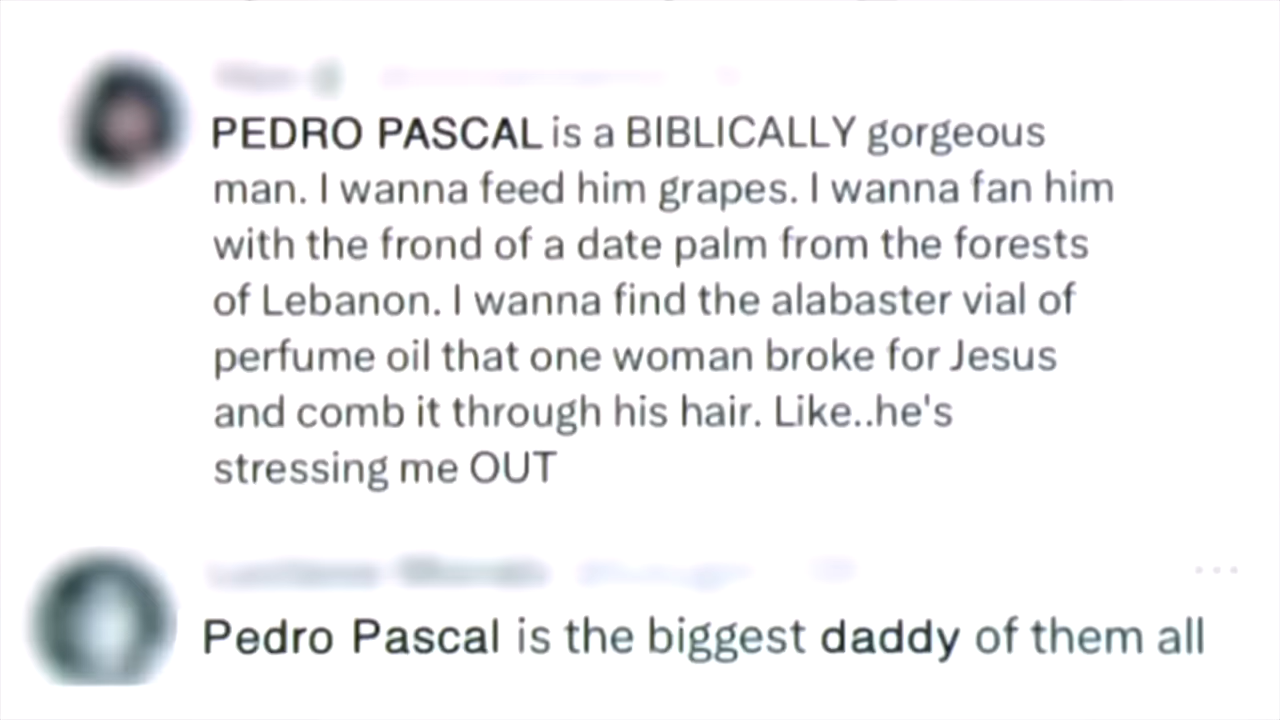 PEDRO PASCAL is a BIBLICALLY gorgeous
man. I wanna feed him grapes. I wanna fan him
with the frond of a date palm from the forests
of Lebanon. I wanna find the alabaster vial of
perfume oil that one woman broke for Jesus
and comb it through his hair. Like..he's
stressing me OUT
Pedro Pascal is the biggest daddy of them all